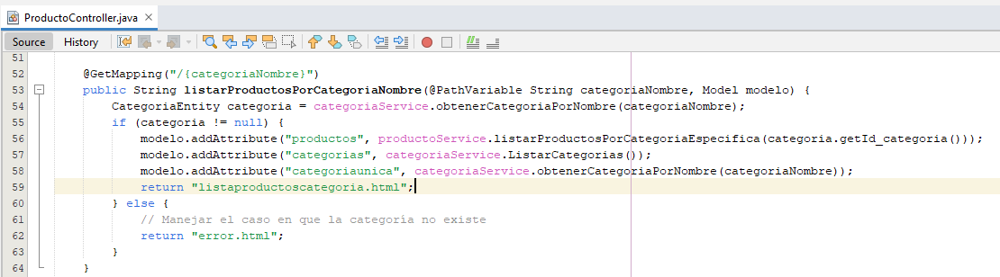 ProductoController.java
Source History
51
52 @GetMapping("/{categoriaNombre}")
53 public String listarProductosPorCategoriaNombre(@PathVariable String categoriaNombre, Model modelo) {
54 CategoriaEntity categoria = categoriaService.obtenerCategoriaPorNombre(categoriaNombre);
55 if (categoria != null) {
56 modelo.addAttribute("productos", productoService.listarProductosPorCategoriaEspecifica(categoria.getId_categoria()));
57 modelo.addAttribute("categorias", categoriaService.ListarCategorias());
58 modelo.addAttribute("categoriaunica", categoriaService.obtenerCategoriaPorNombre(categoriaNombre));
59 return "listaproductoscategoria.html";
60 } else {
61 // Manejar el caso en que la categoría no existe
62 return "error.html";
63 }
64 }